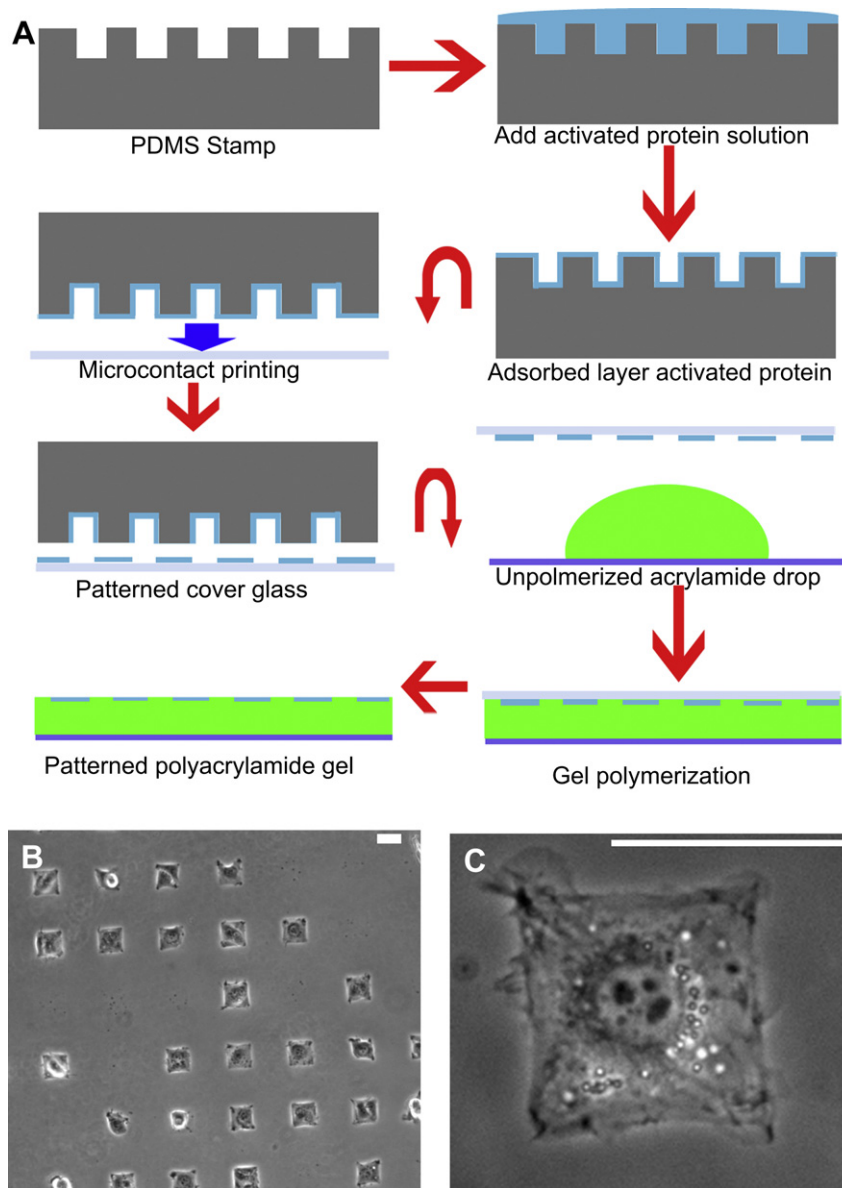 A
PDMS Stamp
Add activated protein solution
Microcontact printing
Adsorbed layer activated protein
Patterned cover glass
Unpolmerized acrylamide drop
Patterned polyacrylamide gel
Gel polymerization
B
C